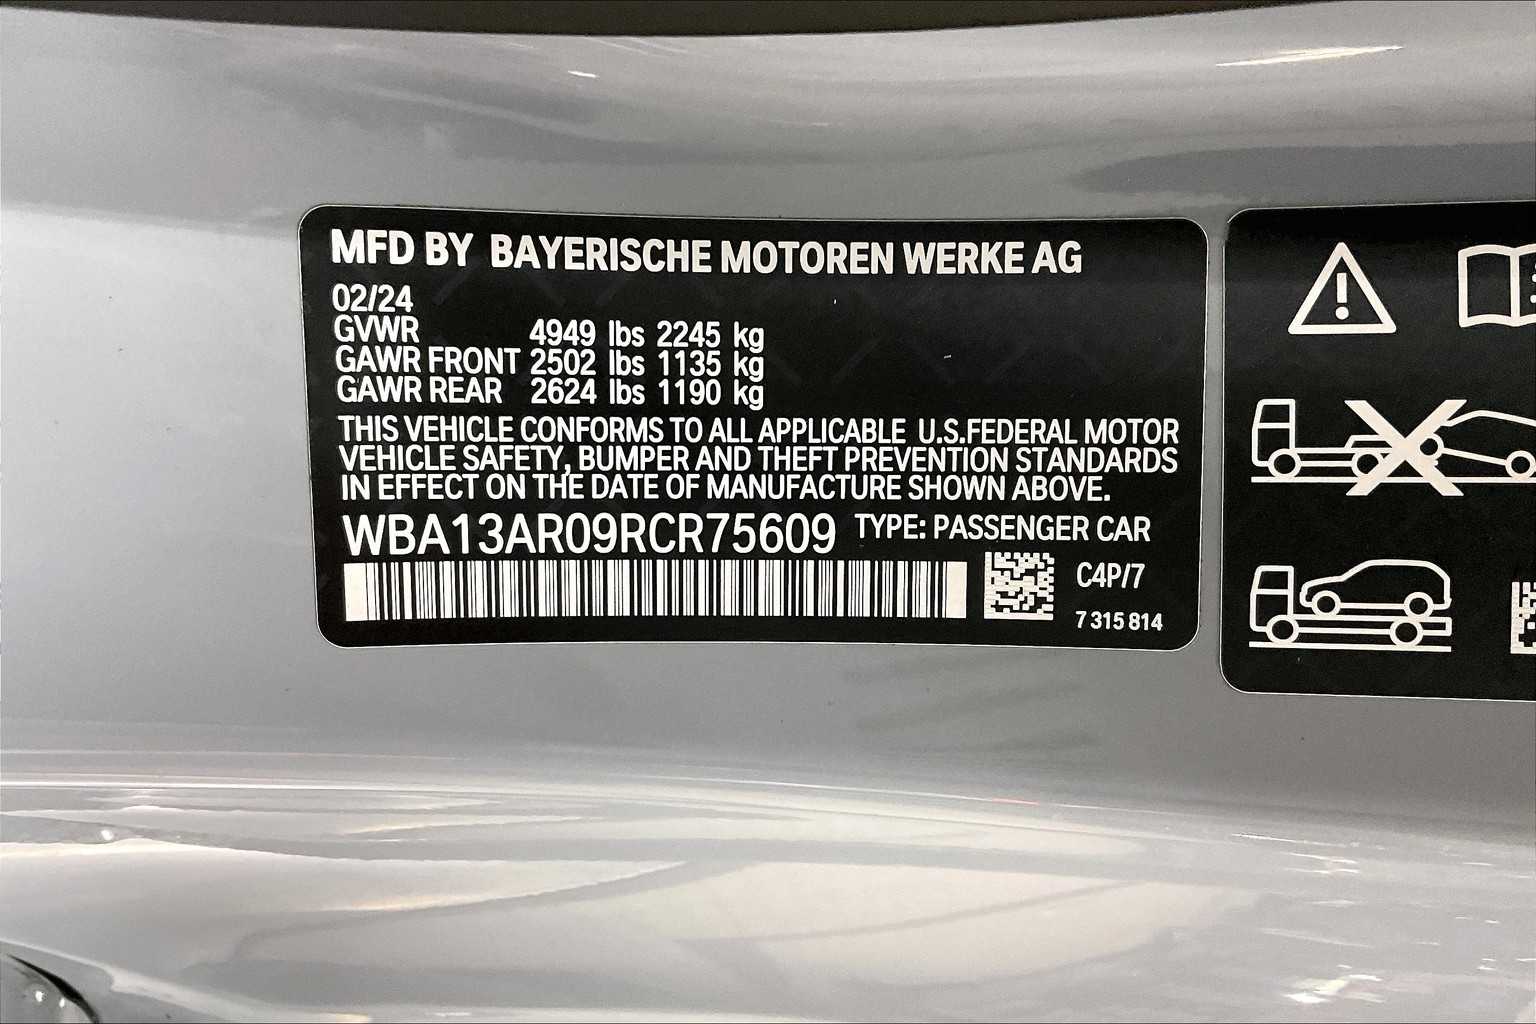 MFD BY BAYERISCHE MOTOREN WERKE AG
02/24
GVWR 4949 lbs 2245 kg
GAWR FRONT 2502 lbs 1135 kg
GAWR REAR 2624 lbs 1190 kg
THIS VEHICLE CONFORMS TO ALL APPLICABLE U.S.FEDERAL MOTOR
VEHICLE SAFETY, BUMPER AND THEFT PREVENTION STANDARDS
IN EFFECT ON THE DATE OF MANUFACTURE SHOWN ABOVE.
WBA13AR09RCR75609 TYPE: PASSENGER CAR
C4P/7
7 315 814